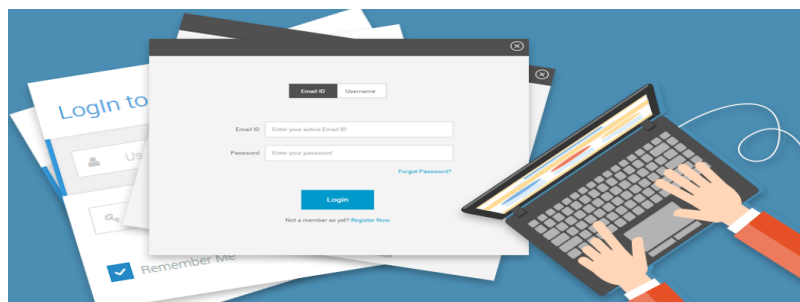 LogIn to
Us
Remember Me
Email ID Username
Email ID Enter your active Email ID
Password Enter your password
Forgot Password?
Login
Not a member as yet? Register Now